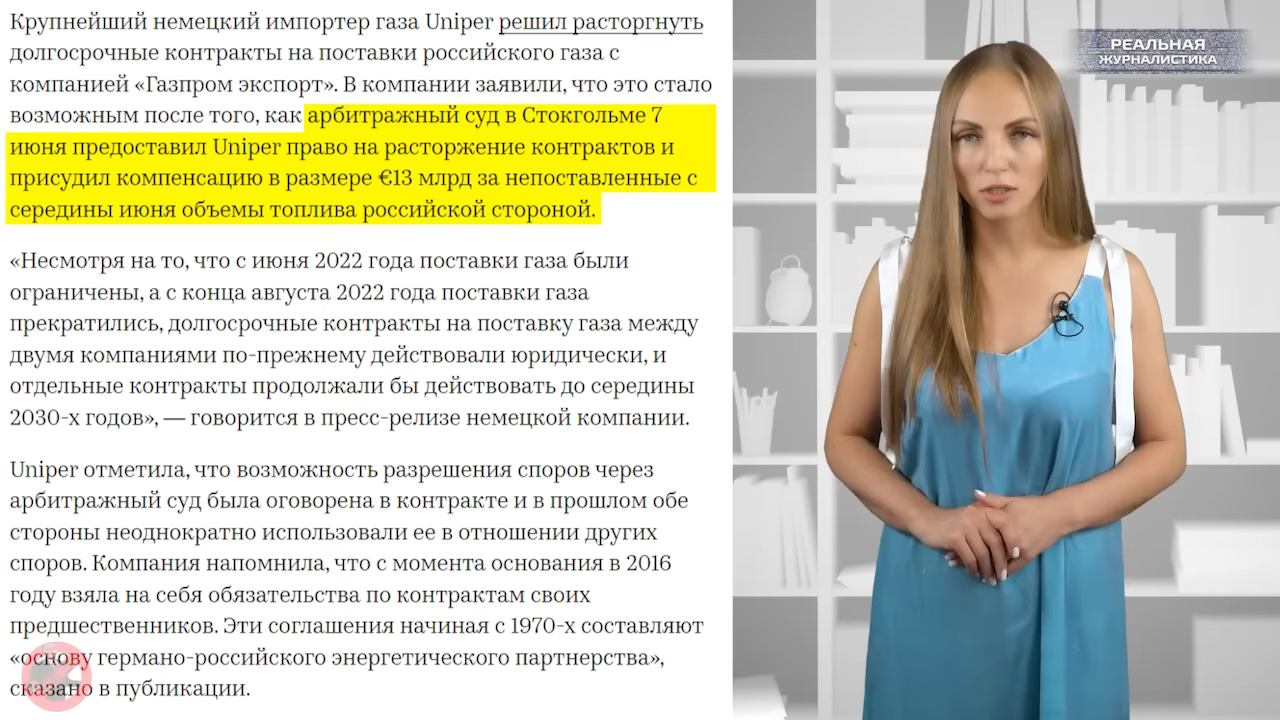 Крупнейший немецкий импортер газа Uniper решил расторгнуть
долгосрочные контракты на поставки российского газа с
компанией «Газпром экспорт». В компании заявили, что это стало
возможным после того, как арбитражный суд в Стокгольме 7
июня предоставил Uniper право на расторжение контрактов и
присудил компенсацию в размере €13 млрд за непоставленные с
середины июня объемы топлива российской стороной.
«Несмотря на то, что с июня 2022 года поставки газа были
ограничены, а с конца августа 2022 года поставки газа
прекратились, долгосрочные контракты на поставку газа между
двумя компаниями по-прежнему действовали юридически, и
отдельные контракты продолжали бы действовать до середины
2030-х годов», — говорится в пресс-релизе немецкой компании.
Uniper отметила, что возможность разрешения споров через
арбитражный суд была оговорена в контракте и в прошлом обе
стороны неоднократно использовали ее в отношении других
споров. Компания напомнила, что с момента основания в 2016
году взяла на себя обязательства по контрактам своих
предшественников. Эти соглашения начиная с 1970-х составляют
«основу германо-российского энергетического партнерства»,
сказано в публикации.
РЕАЛЬНАЯ
ЖУРНАЛИСТИКА